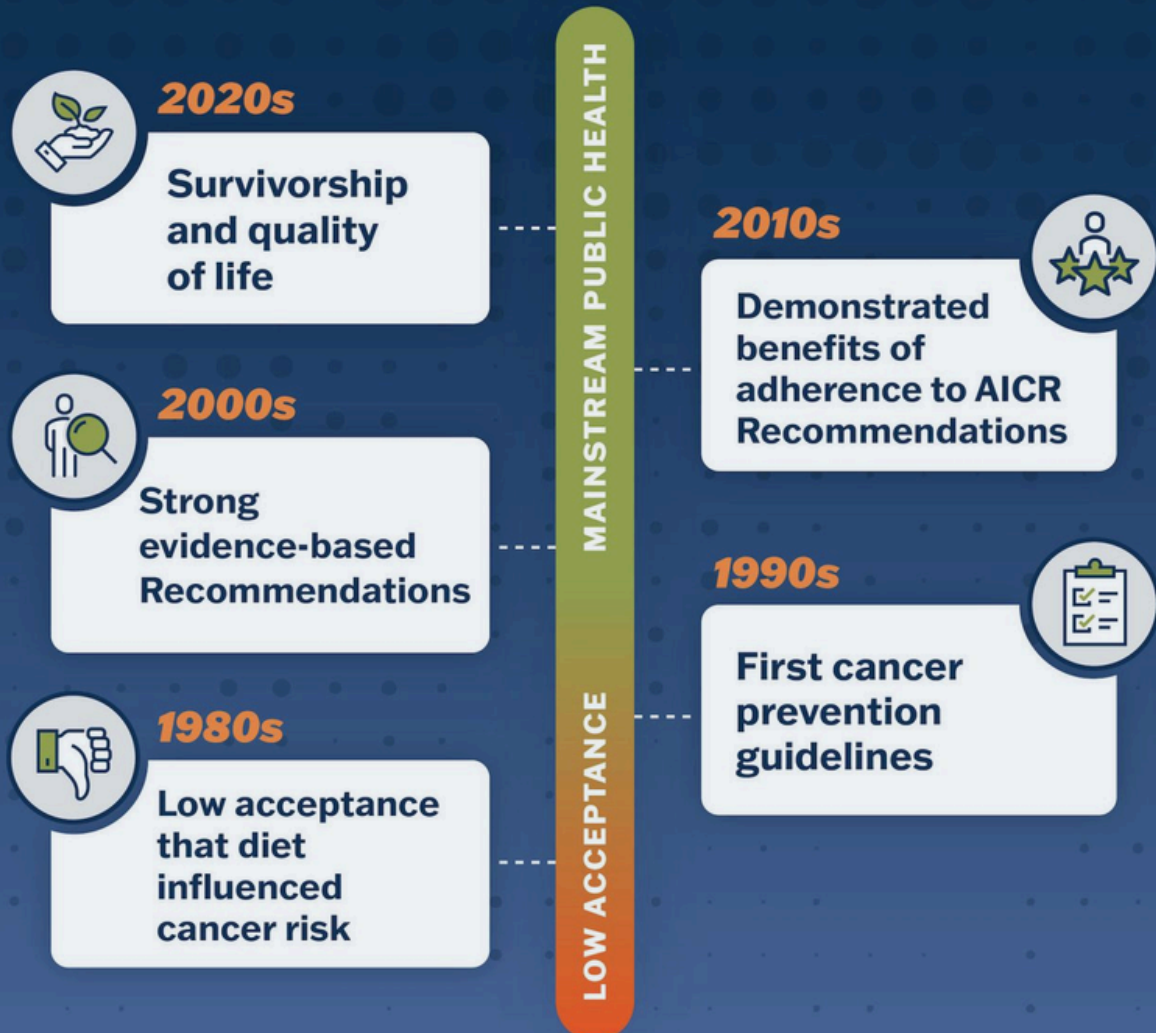 2020s
Survivorship
and quality
of life
2010s
Demonstrated
benefits of
adherence to AICR
Recommendations
2000s
Strong
evidence-based
Recommendations
1990s
First cancer
prevention
guidelines
1980s
Low acceptance
that diet
influenced
cancer risk
MAINSTREAM PUBLIC HEALTH
LOW ACCEPTANCE